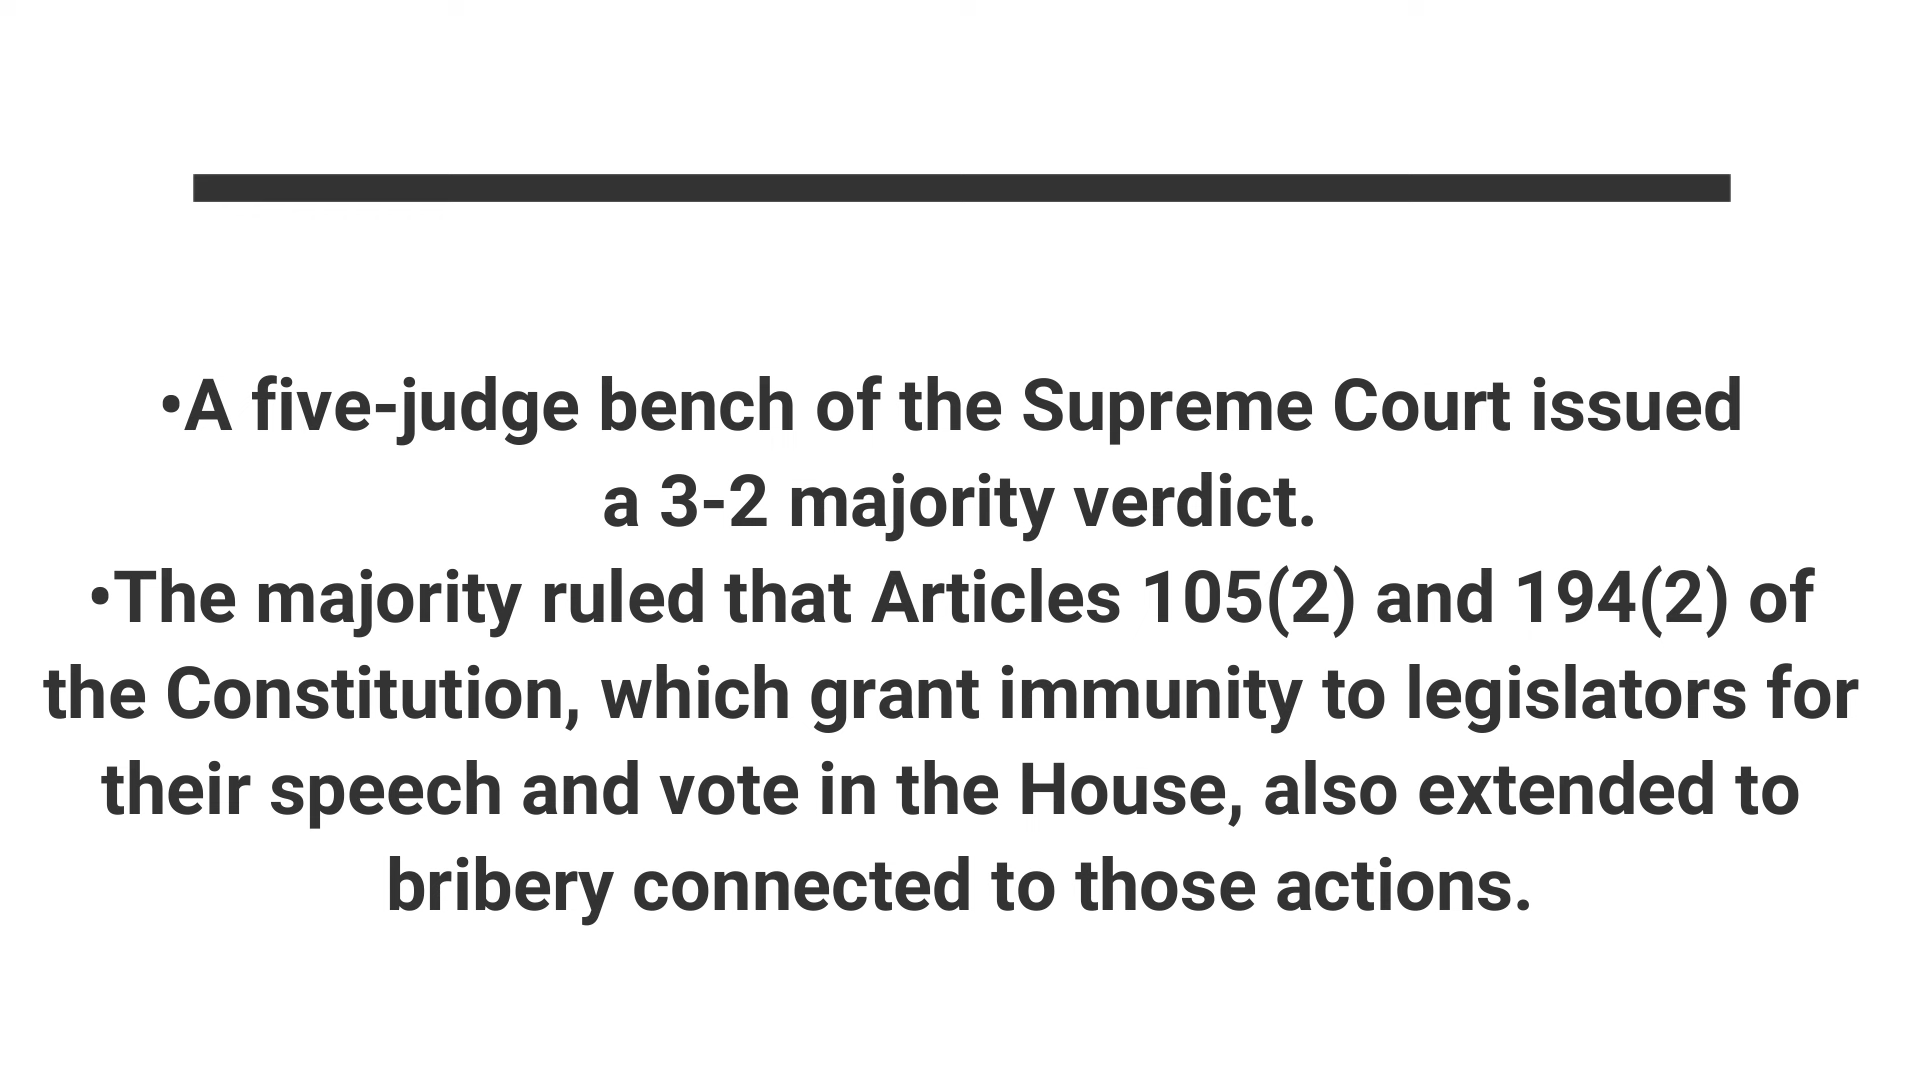 •A five-judge bench of the Supreme Court issued
a 3-2 majority verdict.
•The majority ruled that Articles 105(2) and 194(2) of
the Constitution, which grant immunity to legislators for
their speech and vote in the House, also extended to
bribery connected to those actions.